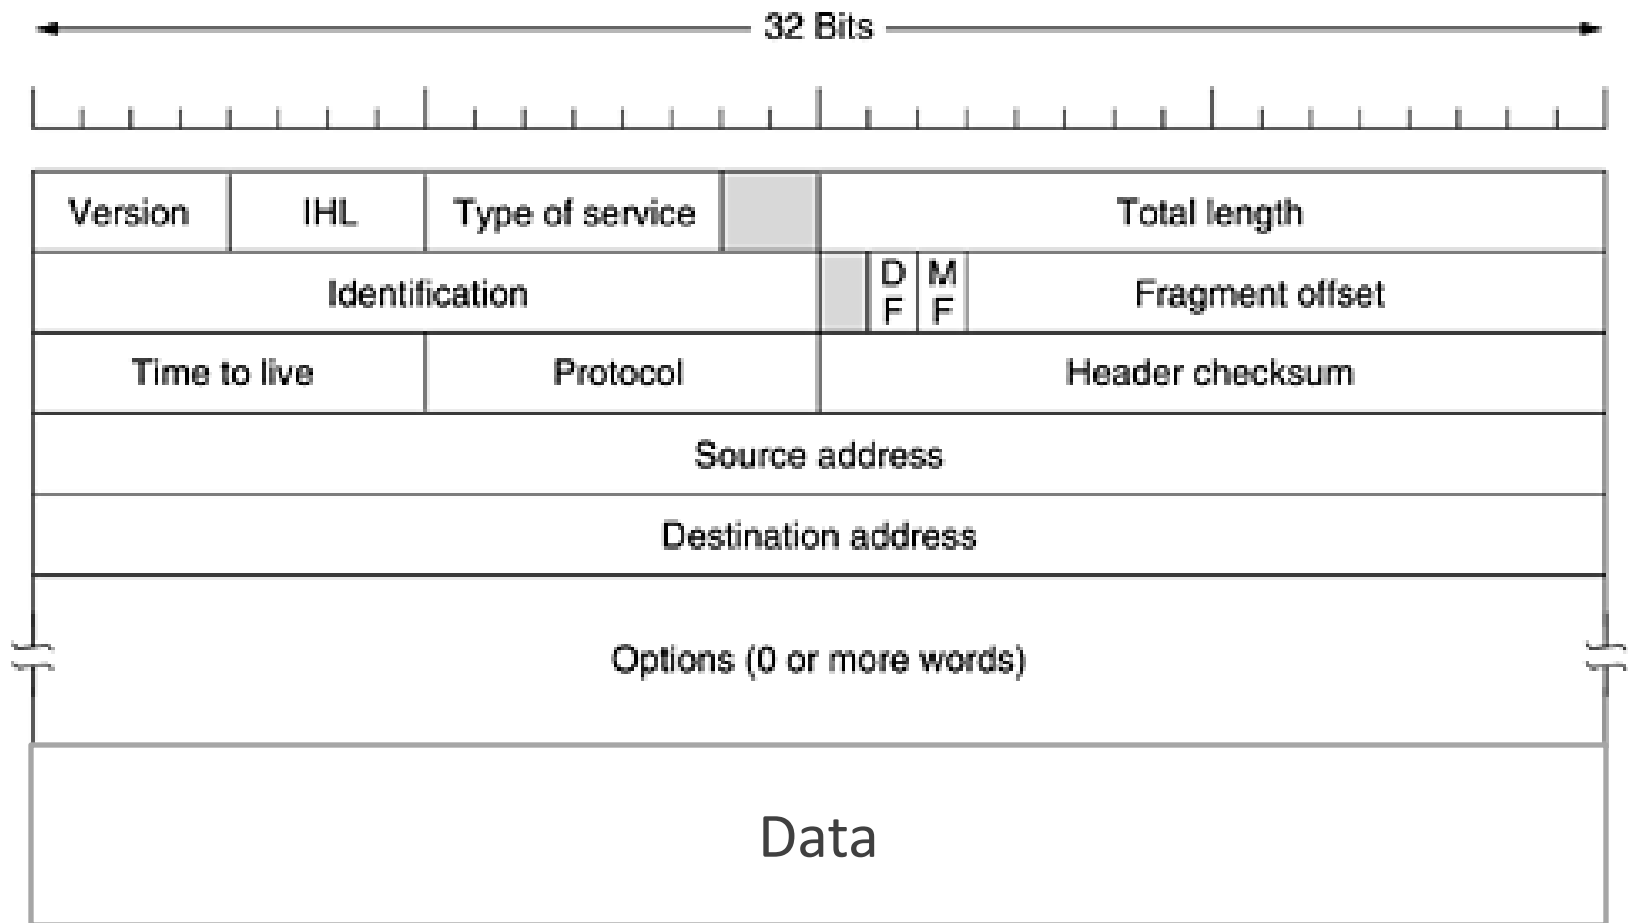 32 Bits
Version IHL Type of service Total length
Identification D F M F Fragment offset
Time to live Protocol Header checksum
Source address
Destination address
Options (0 or more words)
Data